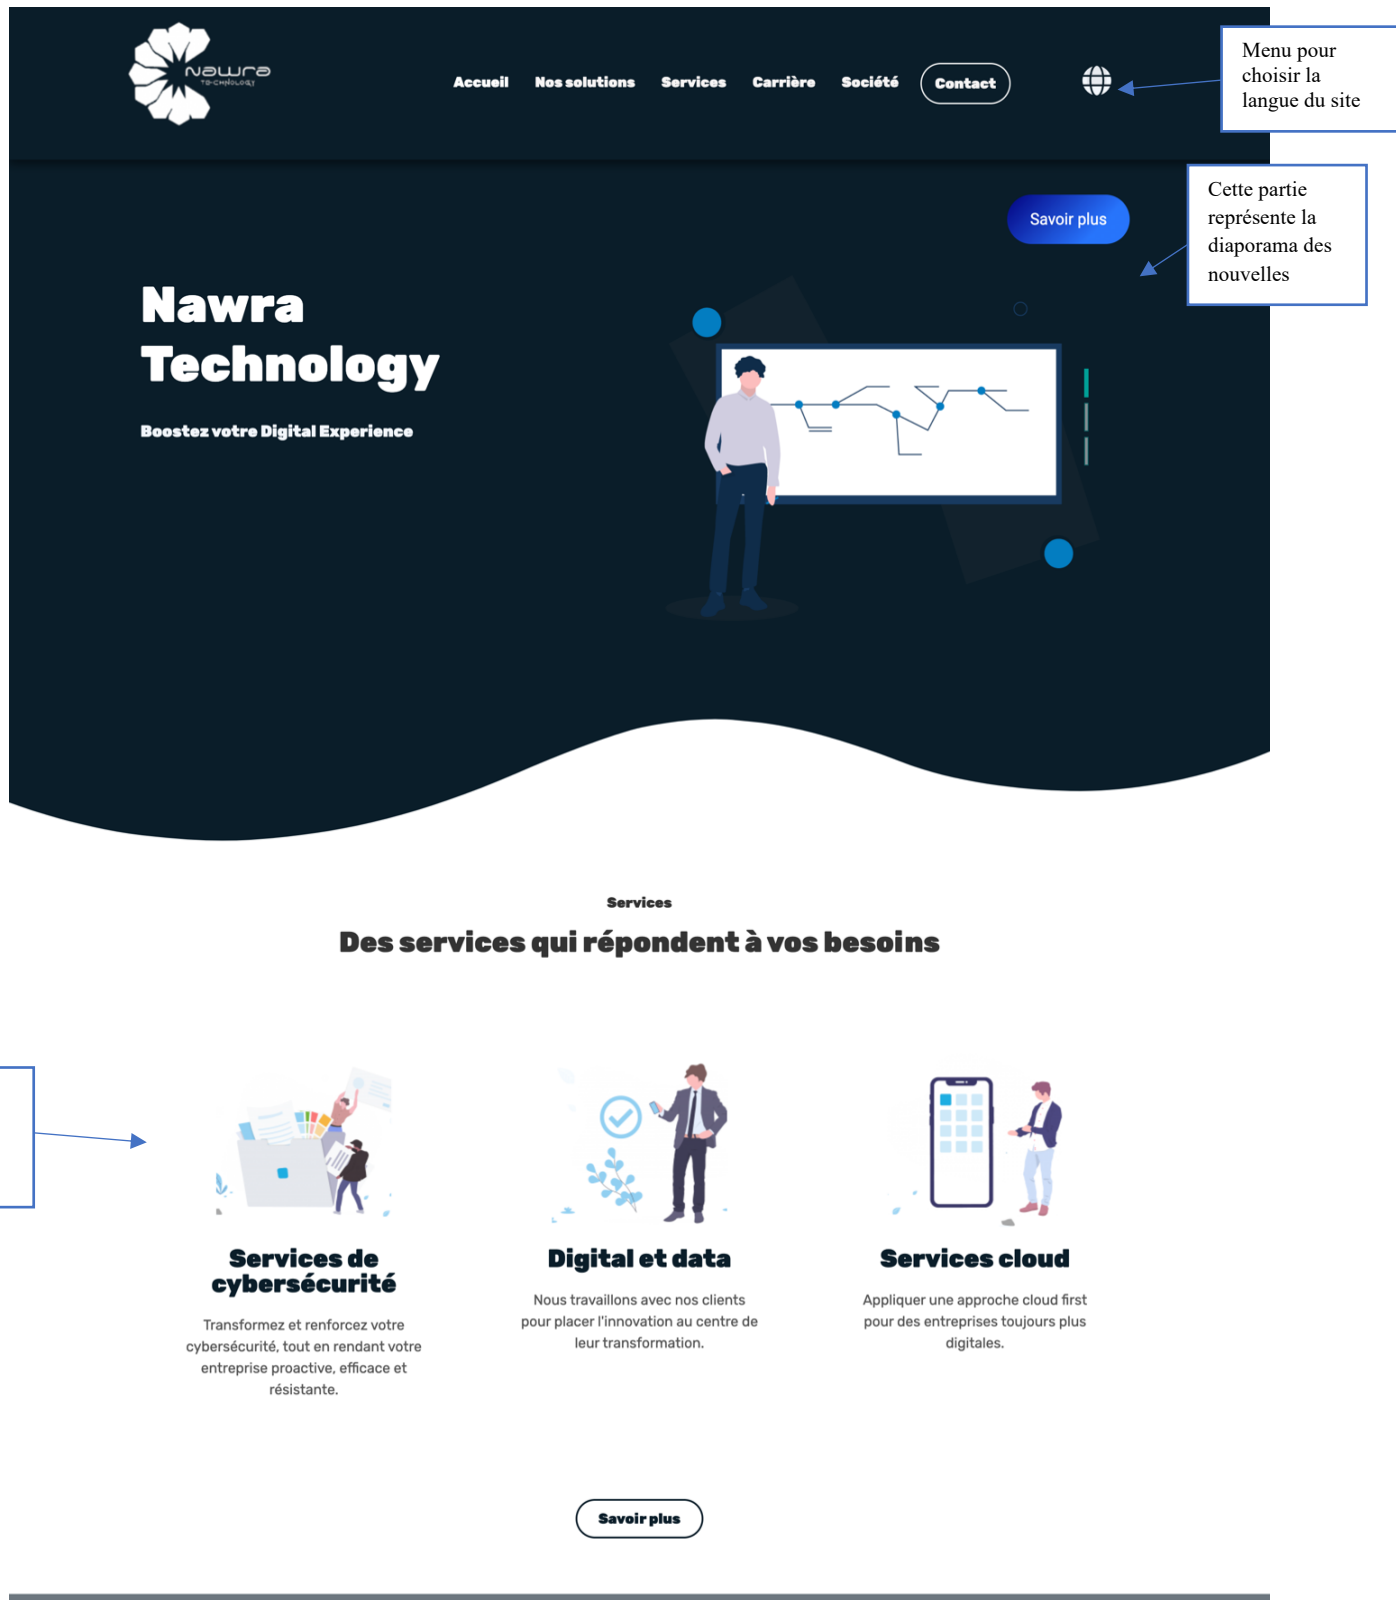 Nawra
TECHNOLOGY
Accueil Nos solutions Services Carrière Société Contact
Menu pour
choisir la
langue du site
Savoir plus
Cette partie
représente la
diaporama des
nouvelles
Nawra
Technology
Boostez votre Digital Experience
Services
Des services qui répondent à vos besoins
Services de
cybersécurité
Transformez et renforcez votre
cybersécurité, tout en rendant votre
entreprise proactive, efficace et
résistante.
Digital et data
Nous travaillons avec nos clients
pour placer l'innovation au centre de
leur transformation.
Services cloud
Appliquer une approche cloud first
pour des entreprises toujours plus
digitales.
Savoir plus